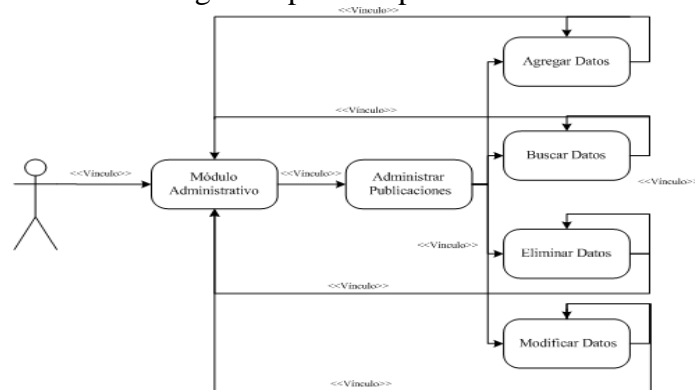 <<Vínculo>>
Agregar Datos
<<Vínculo>>
Buscar Datos
<<Vínculo>>
Módulo
Administrativo
<<Vínculo>>
Administrar
Publicaciones
<<Vínculo>>
<<Vínculo>>
Eliminar Datos
<<Vínculo>>
Modificar Datos
<<Vínculo>>